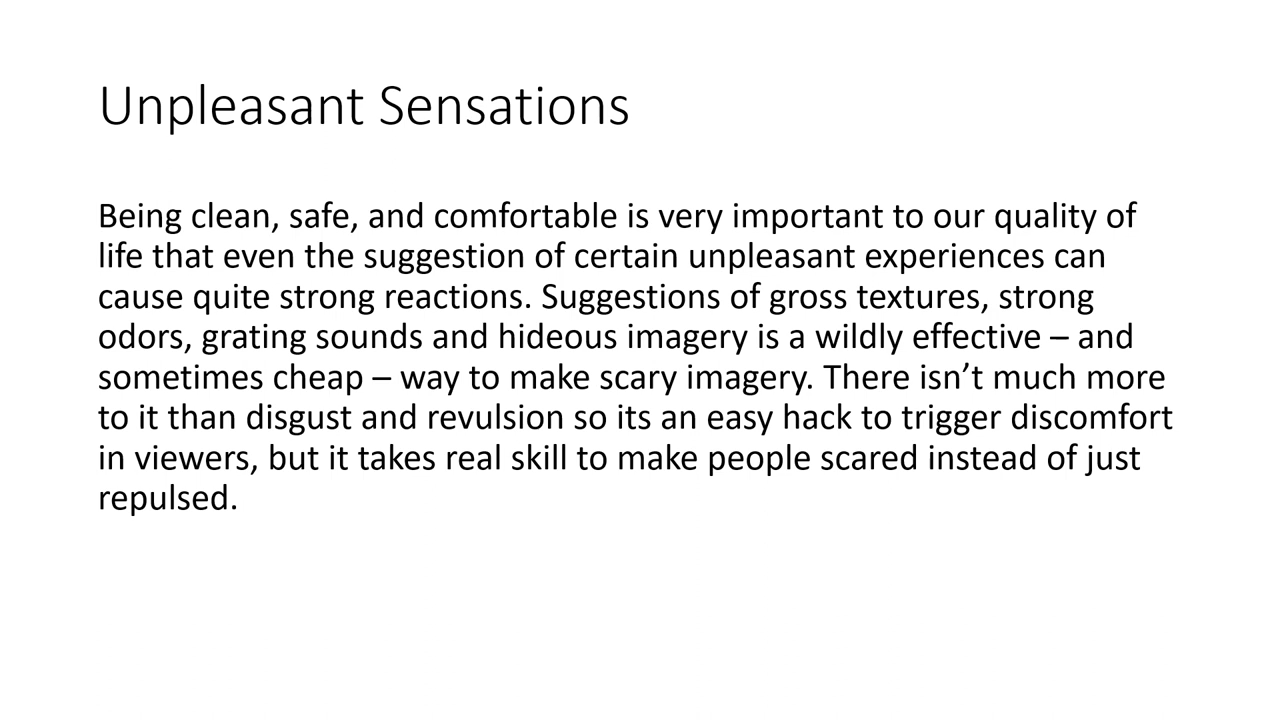 Unpleasant Sensations
Being clean, safe, and comfortable is very important to our quality of
life that even the suggestion of certain unpleasant experiences can
cause quite strong reactions. Suggestions of gross textures, strong
odors, grating sounds and hideous imagery is a wildly effective – and
sometimes cheap – way to make scary imagery. There isn’t much more
to it than disgust and revulsion so its an easy hack to trigger discomfort
in viewers, but it takes real skill to make people scared instead of just
repulsed.